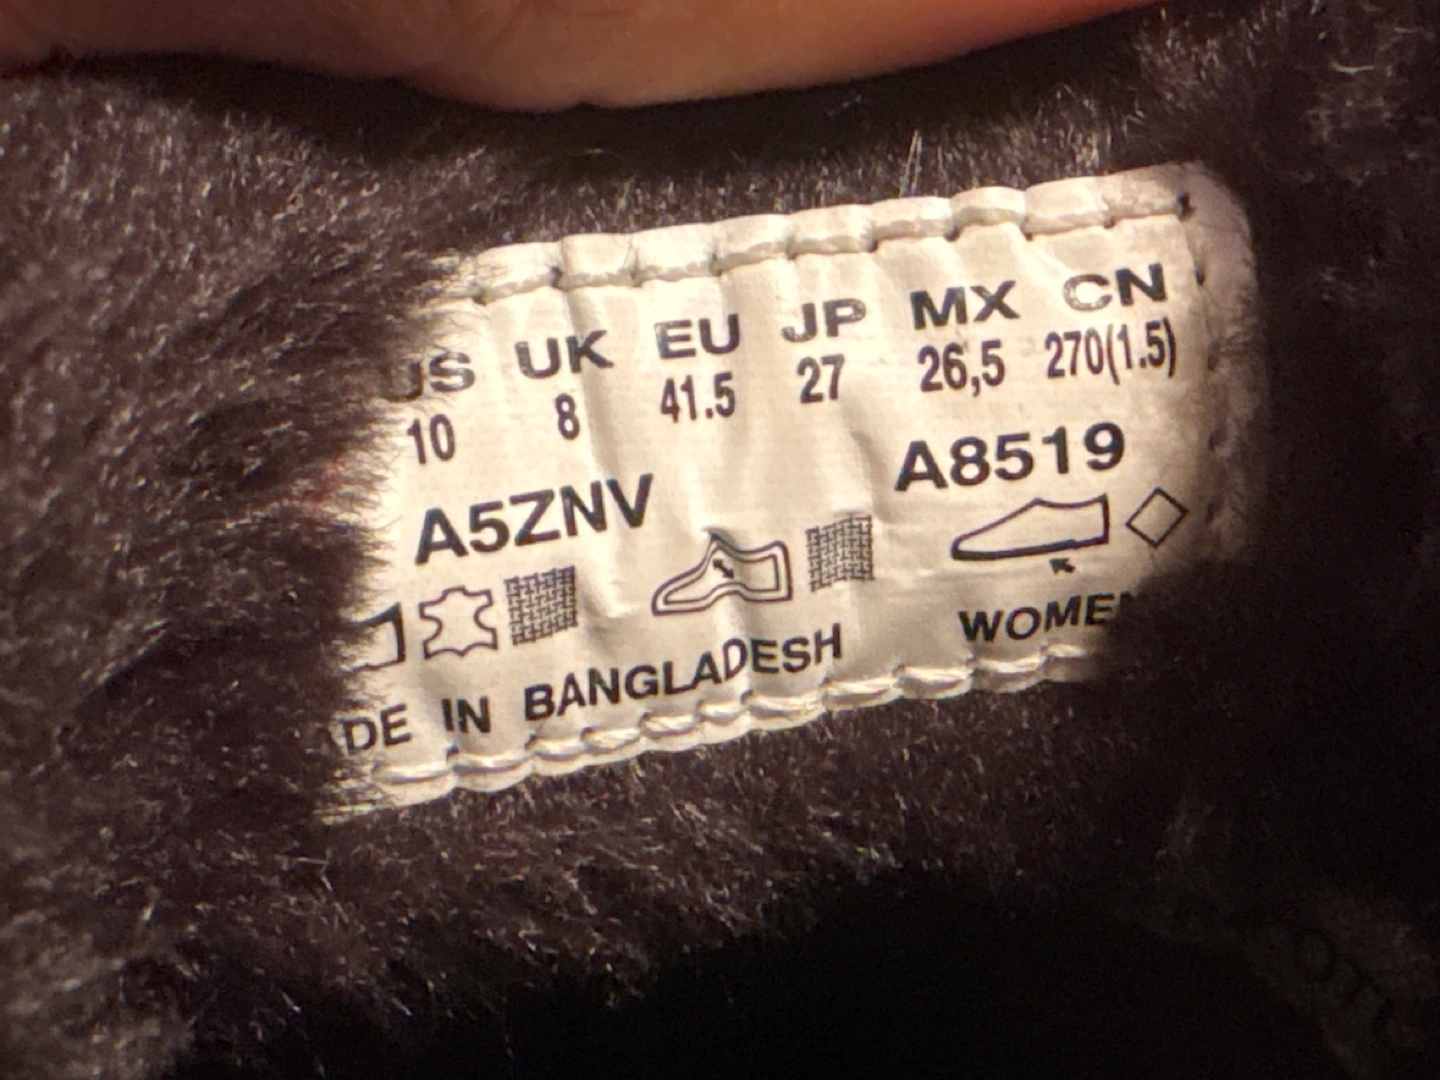 US UK EU JP MX CN
10 8 41.5 27 26,5 270(1.5)
A5ZNV A8519
DE IN BANGLADESH WOMEN